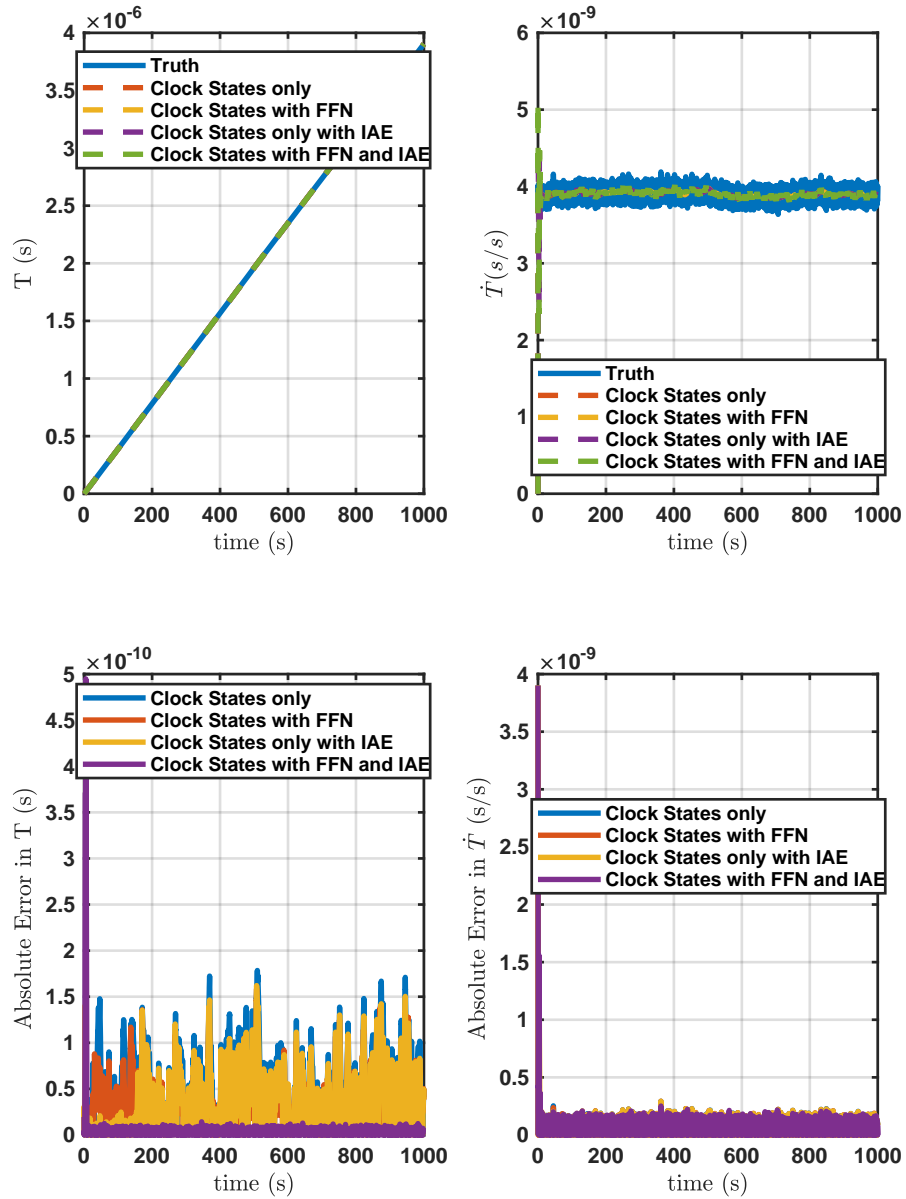 ×10-6
4
3.5
3
2.5
2
1.5
1
0.5
0
T (s)
Truth
Clock States only
Clock States with FFN
Clock States only with IAE
Clock States with FFN and IAE
0 200 400 600 800 1000
time (s)
×10-9
6
5
4
3
2
1
0
Ṫ(s/s)
Truth
Clock States only
Clock States with FFN
Clock States only with IAE
Clock States with FFN and IAE
0 200 400 600 800 1000
time (s)
×10-10
5
4.5
4
3.5
3
2.5
2
1.5
1
0.5
0
Absolute Error in T (s)
Clock States only
Clock States with FFN
Clock States only with IAE
Clock States with FFN and IAE
0 200 400 600 800 1000
time (s)
×10-9
4
3.5
3
2.5
2
1.5
1
0.5
0
Absolute Error in Ṫ (s/s)
Clock States only
Clock States with FFN
Clock States only with IAE
Clock States with FFN and IAE
0 200 400 600 800 1000
time (s)